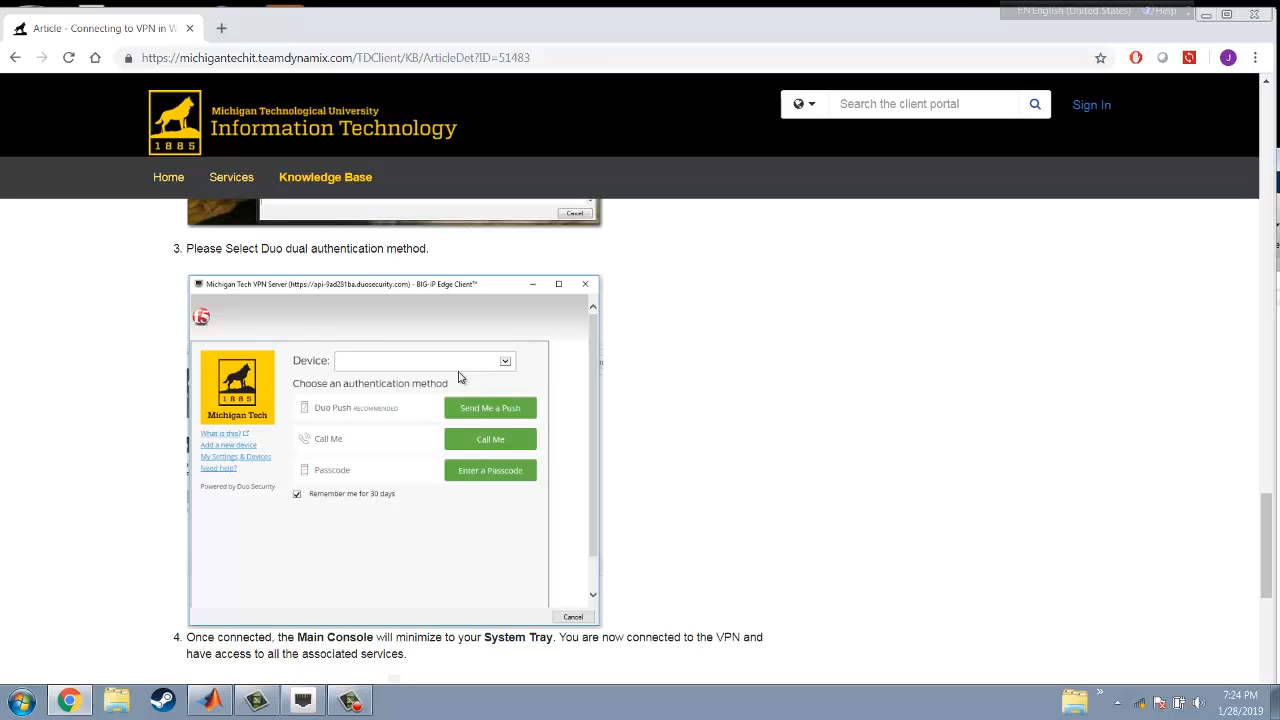 EN English (United States) Help
Article - Connecting to VPN in W
https://michigantechit.teamdynamix.com/TDClient/KB/ArticleDet?ID=51483
J
Michigan Technological University
Information Technology
1885
Search the client portal
Sign In
Home Services Knowledge Base
Cancel
3. Please Select Duo dual authentication method.
Michigan Tech VPN Server (https://api-9ad281ba.duosecurity.com) - BIG-IP Edge Client™
f5
Device:
Choose an authentication method
1885
Michigan Tech
Duo Push RECOMMENDED Send Me a Push
What is this?
Add a new device
My Settings & Devices
Need help?
Call Me Call Me
Passcode Enter a Passcode
Powered by Duo Security
Remember me for 30 days
Cancel
4. Once connected, the Main Console will minimize to your System Tray. You are now connected to the VPN and
have access to all the associated services.
7:24 PM
1/28/2019